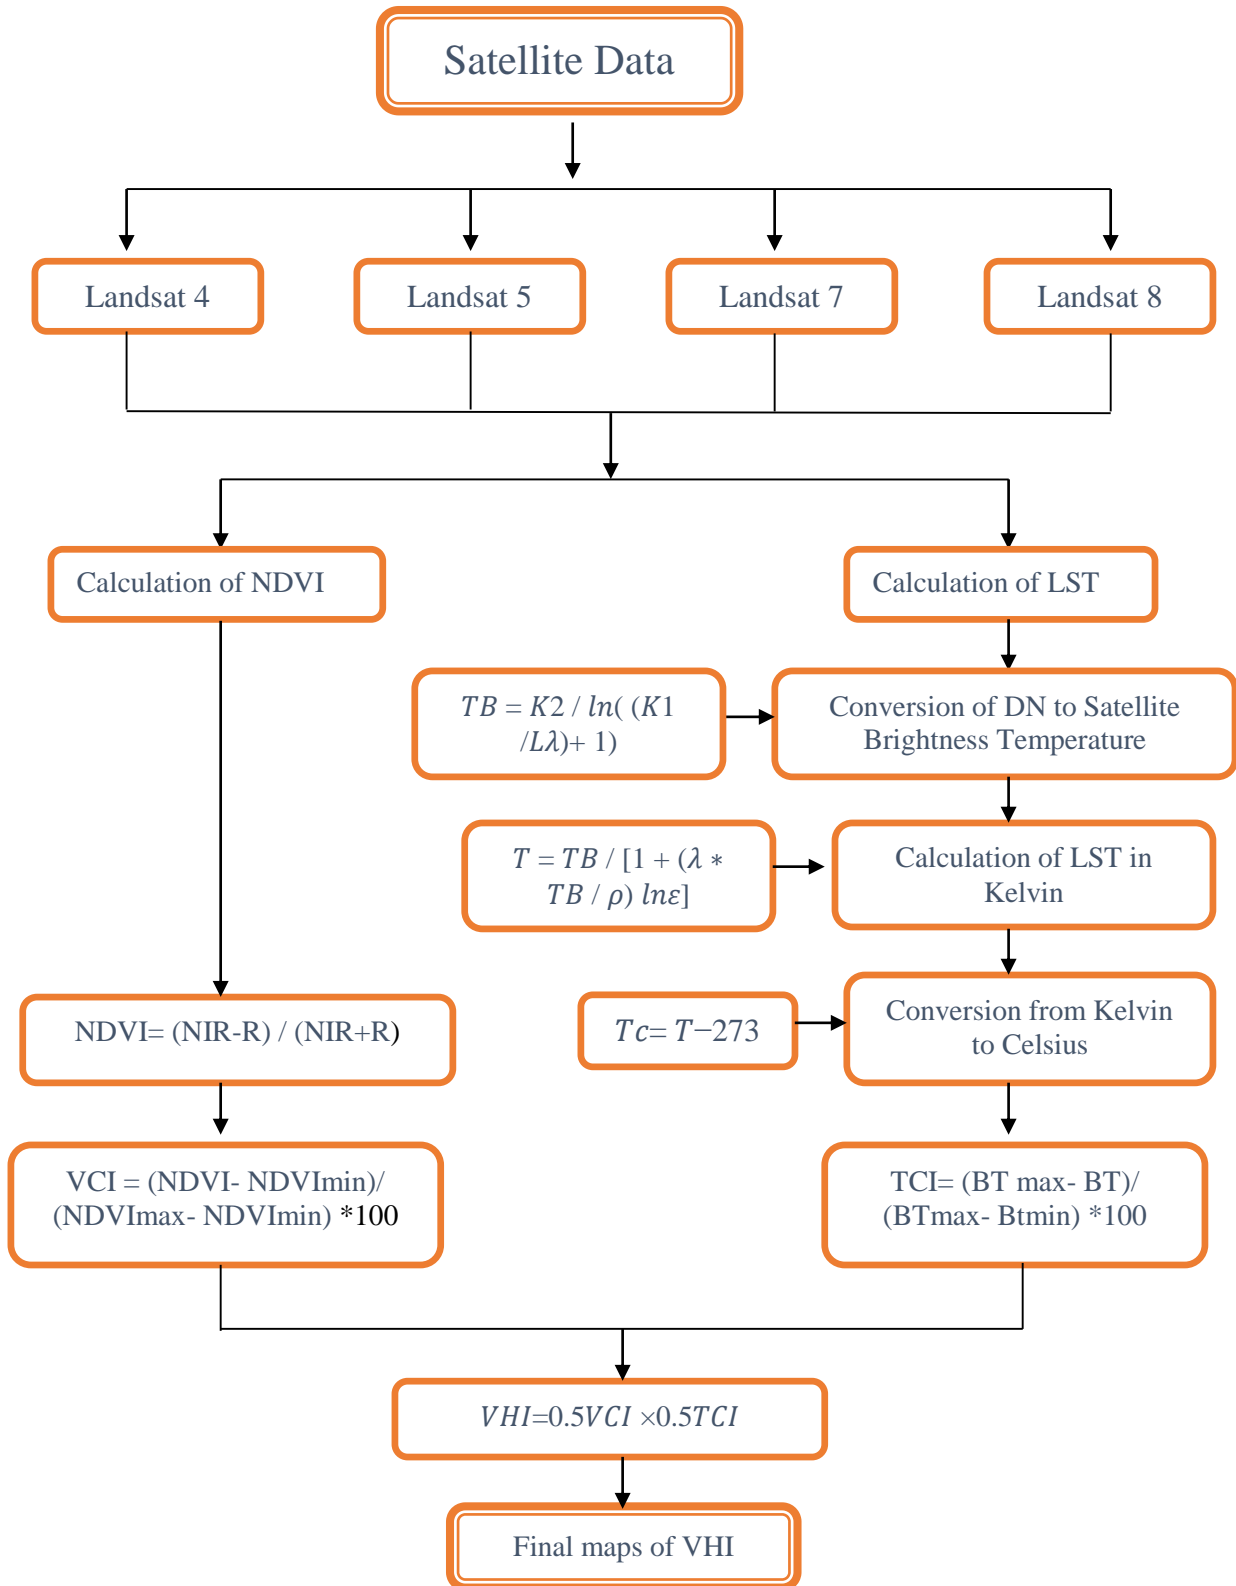 Satellite Data
Landsat 4
Landsat 5
Landsat 7
Landsat 8
Calculation of NDVI
Calculation of LST
TB = K2 / ln( (K1
/Lλ)+ 1)
Conversion of DN to Satellite
Brightness Temperature
T = TB / [1 + (λ *
TB / ρ) lnε]
Calculation of LST in
Kelvin
NDVI= (NIR-R) / (NIR+R)
Tc= T−273
Conversion from Kelvin
to Celsius
VCI = (NDVI- NDVImin)/
(NDVImax- NDVImin) *100
TCI= (BT max- BT)/
(BTmax- Btmin) *100
VHI=0.5VCI ×0.5TCI
Final maps of VHI